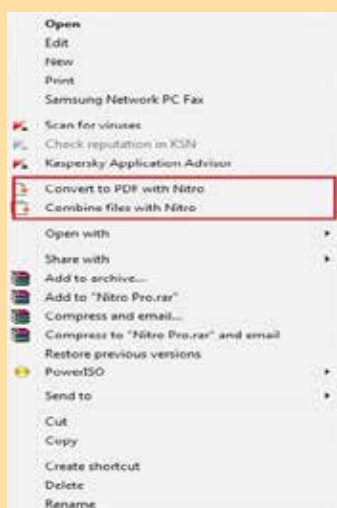 Open
Edit
New
Print
Samsung Network PC Fax
Scan for viruses
Check reputation in KSN
Kaspersky Application Advisor
Convert to PDF with Nitro
Combine files with Nitro
Open with
Share with
Add to archive...
Add to "Nitro Pro.rar"
Compress and email...
Compress to "Nitro Pro.rar" and email
Restore previous versions
PowerISO
Send to
Cut
Copy
Create shortcut
Delete
Rename